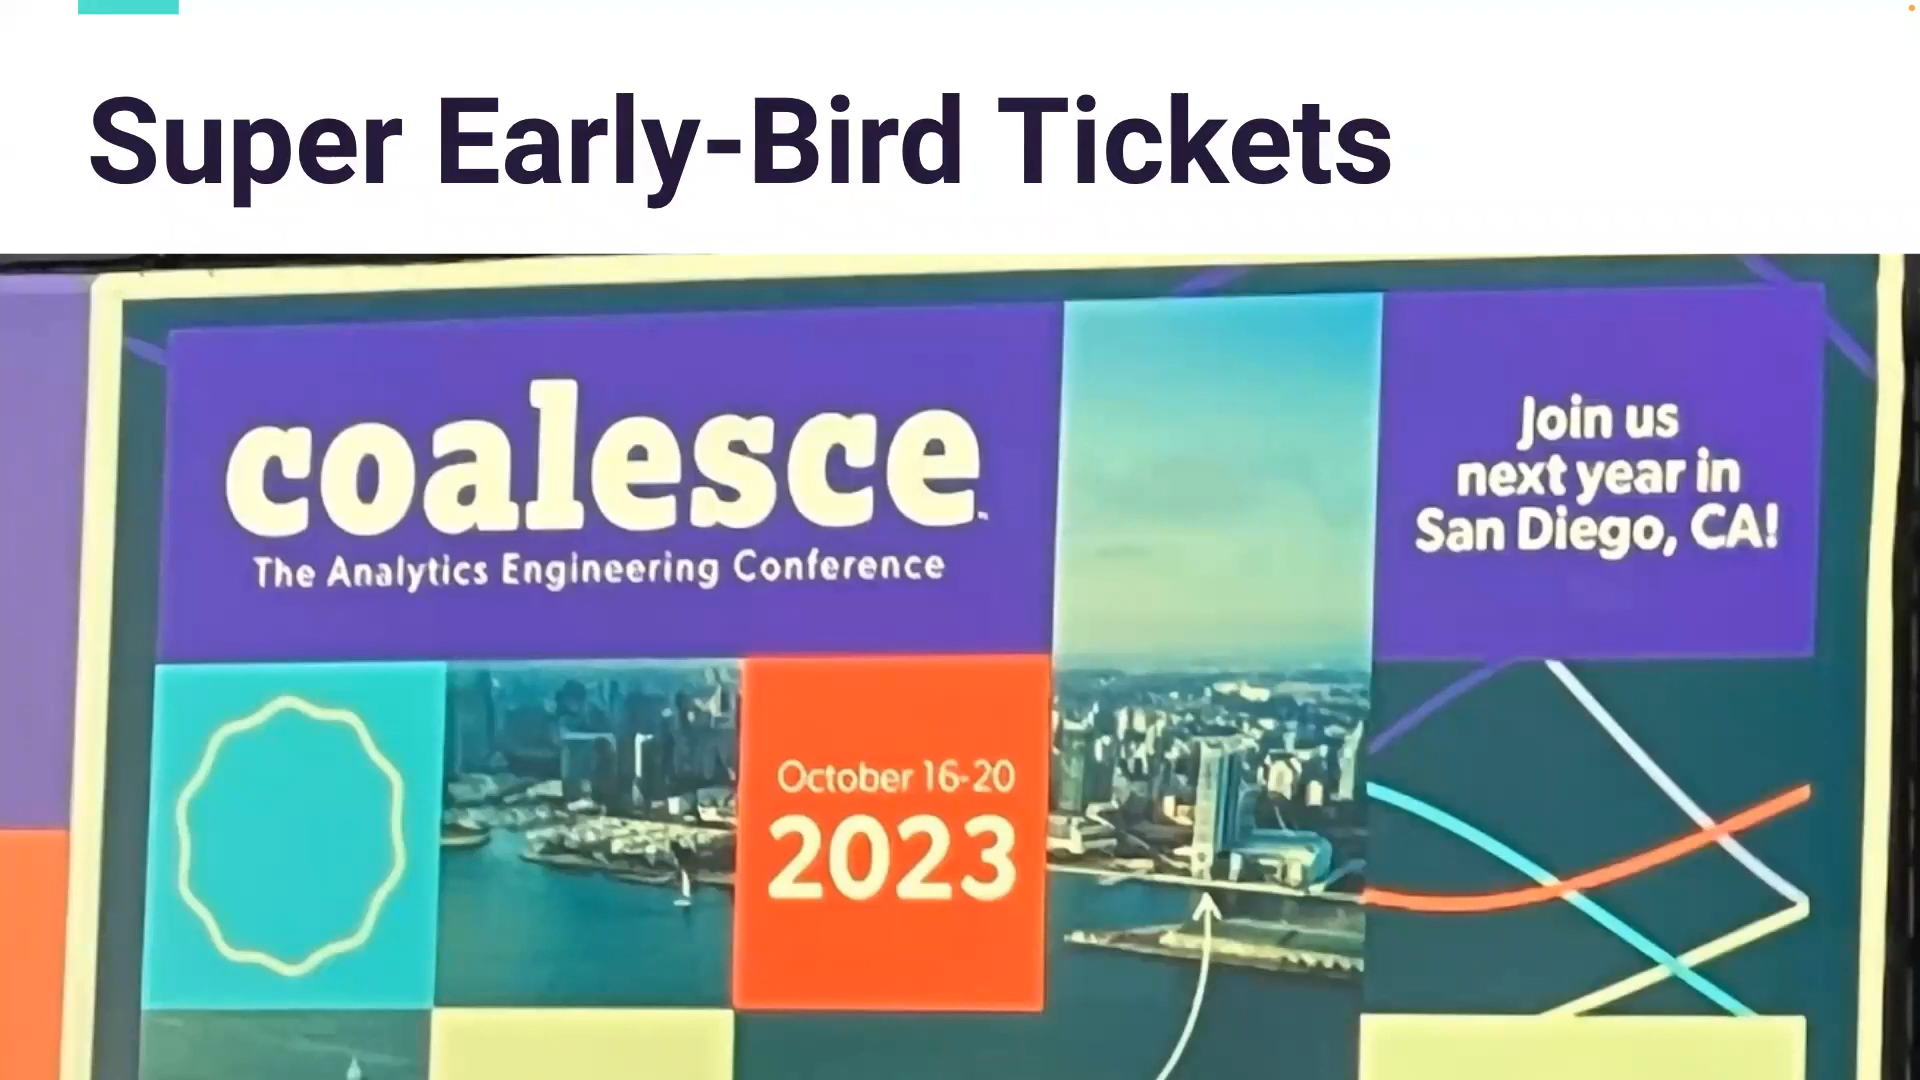 Super Early-Bird Tickets
coalesce
The Analytics Engineering Conference
Join us
next year in
San Diego, CA!
October 16-20
2023